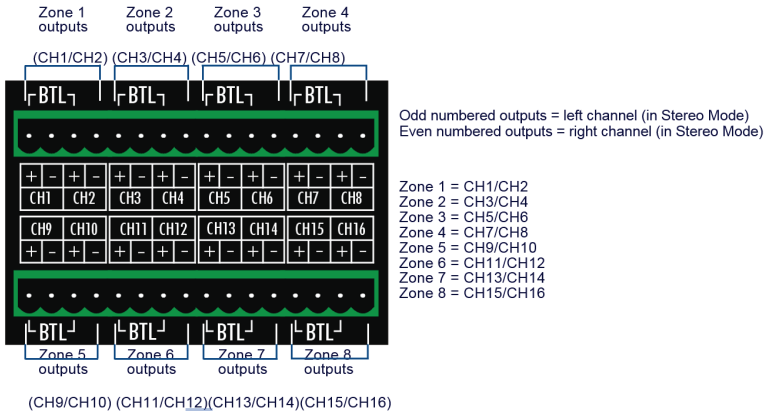 Zone 1 Zone 2 Zone 3 Zone 4
outputs outputs outputs outputs
(CH1/CH2) (CH3/CH4) (CH5/CH6) (CH7/CH8)
BTL BTL BTL BTL
Odd numbered outputs = left channel (in Stereo Mode)
Even numbered outputs = right channel (in Stereo Mode)
+ - + - + - + - + - + - + - + -
CH1 CH2 CH3 CH4 CH5 CH6 CH7 CH8
CH9 CH10 CH11 CH12 CH13 CH14 CH15 CH16
+ - + - + - + - + - + - + - + -
BTL BTL BTL BTL
Zone 1 = CH1/CH2
Zone 2 = CH3/CH4
Zone 3 = CH5/CH6
Zone 4 = CH7/CH8
Zone 5 = CH9/CH10
Zone 6 = CH11/CH12
Zone 7 = CH13/CH14
Zone 8 = CH15/CH16
Zone 5 Zone 6 Zone 7 Zone 8
outputs outputs outputs outputs
(CH9/CH10) (CH11/CH12)(CH13/CH14)(CH15/CH16)